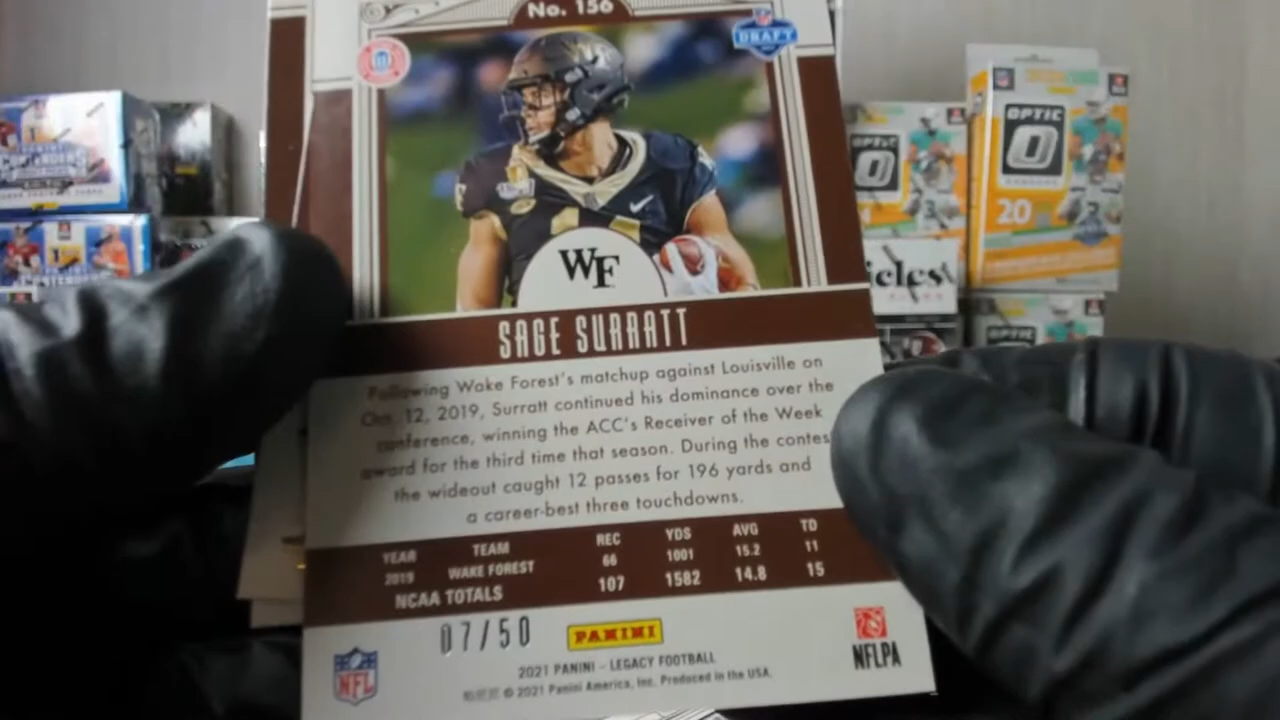 No. 156
DRAFT
WF
SAGE SURRATT
Following Wake Forest's matchup against Louisville on
Oct. 12, 2019, Surratt continued his dominance over the
conference, winning the ACC's Receiver of the Week
award for the third time that season. During the contes
the wideout caught 12 passes for 196 yards and
a career-best three touchdowns.
YEAR TEAM REC YDS AVG TD
2019 WAKE FOREST 66 1001 15.2 11
NCAA TOTALS 107 1582 14.8 15
07/50
PANINI
NFL
NFLPA
2021 PANINI - LEGACY FOOTBALL
© 2021 Panini America, Inc. Produced in the USA.
CONTENDERS
OPTIC
OPTIC
20
icles